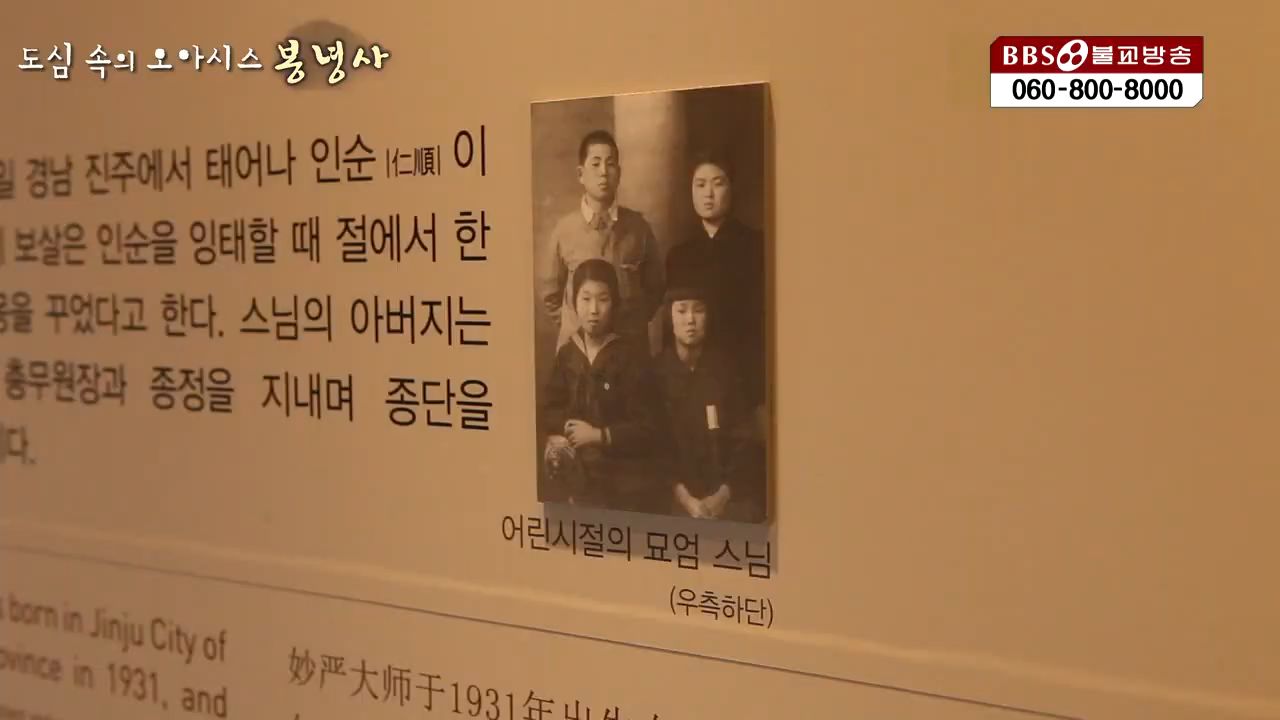 도심 속의 오아시스 봉녕사
BBS 불교방송
060-800-8000
일 경남 진주에서 태어나 인순 |仁順| 이
보살은 인순을 잉태할 때 절에서 한
꾸었다고 한다. 스님의 아버지는
총무원장과 종정을 지내며 종단을
다.
어린시절의 묘엄 스님
(우측하단)
born in Jinju City of
in 1931, and
妙严大师于1931年出生